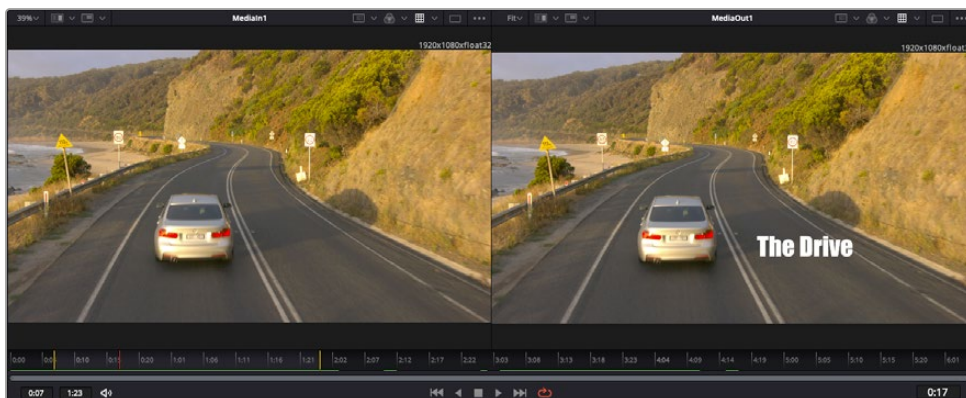 39% MediaIn1
Fit MediaOut1
1920x1080xfloat32
1920x1080xfloat32
The Drive
0:00 0:10 0:20 1:01 1:06 1:11 1:16 1:21 2:02 2:07 2:12 2:17 2:22 3:03 3:08 3:13 3:18 3:23 4:04 4:09 4:14 4:19 5:00 5:05 5:10 5:15 5:20 6:01
0:07 1:23 0:17